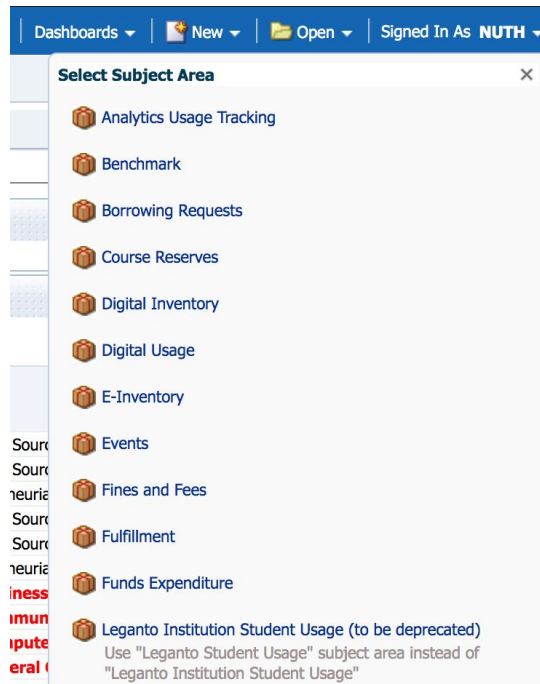 Dashboards New Open Signed In As NUTH
Select Subject Area
Analytics Usage Tracking
Benchmark
Borrowing Requests
Course Reserves
Digital Inventory
Digital Usage
E-Inventory
Events
Fines and Fees
Fulfillment
Funds Expenditure
Leganto Institution Student Usage (to be deprecated)
Use "Leganto Student Usage" subject area instead of
"Leganto Institution Student Usage"